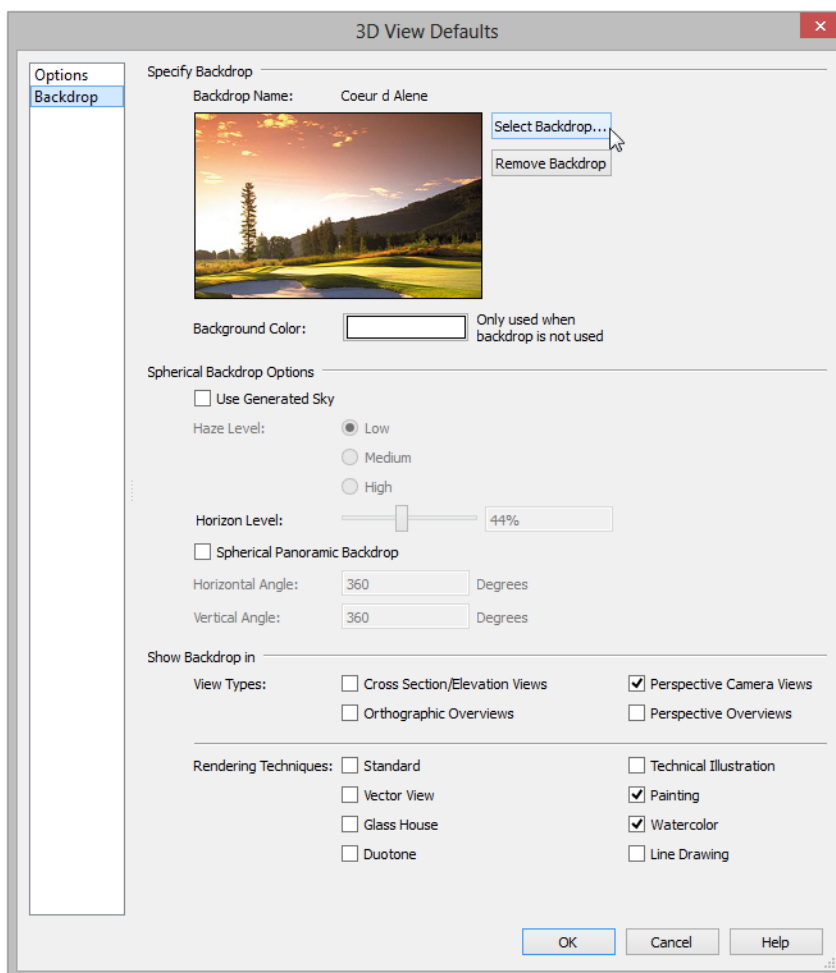 3D View Defaults
Options
Backdrop
Specify Backdrop
Backdrop Name: Coeur d Alene
Select Backdrop...
Remove Backdrop
Background Color:
Only used when
backdrop is not used
Spherical Backdrop Options
Use Generated Sky
Haze Level: Low
Medium
High
Horizon Level: 44%
Spherical Panoramic Backdrop
Horizontal Angle: 360 Degrees
Vertical Angle: 360 Degrees
Show Backdrop in
View Types: Cross Section/Elevation Views Perspective Camera Views
Orthographic Overviews Perspective Overviews
Rendering Techniques: Standard Technical Illustration
Vector View Painting
Glass House Watercolor
Duotone Line Drawing
OK Cancel Help